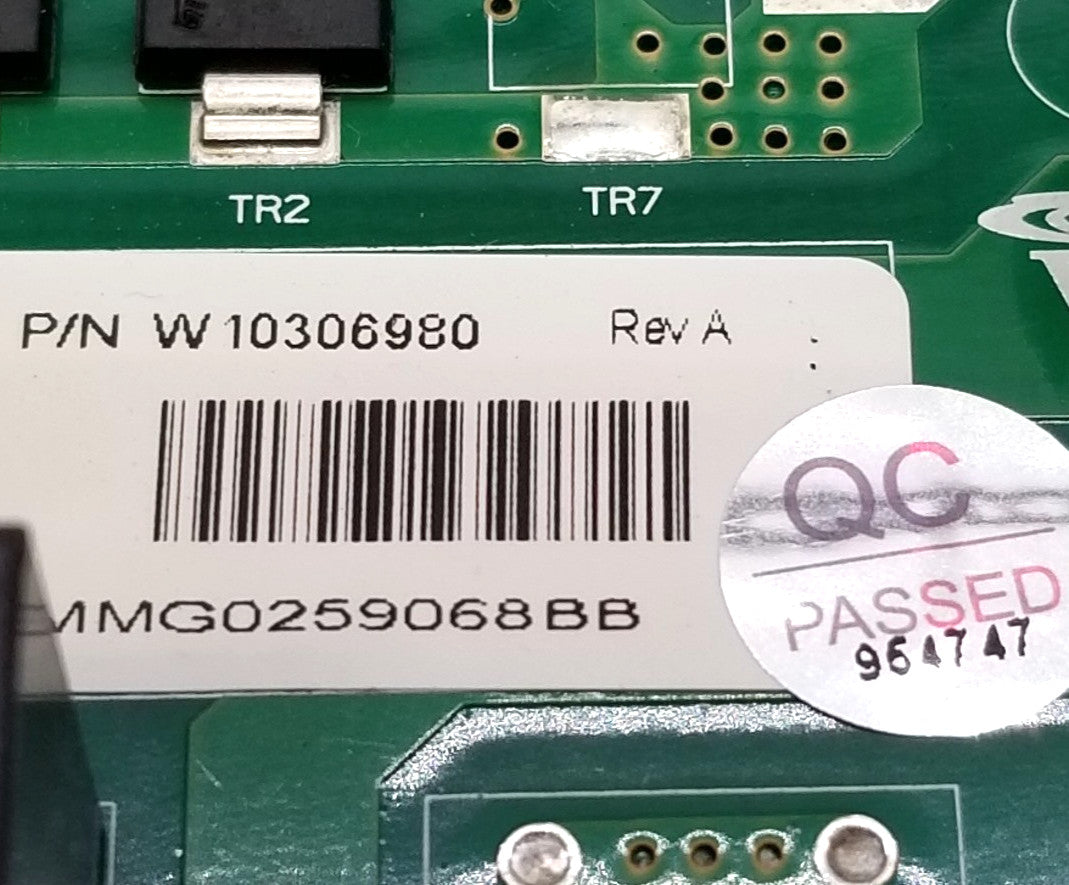 TR2 TR7
P/N W10306980 Rev A
MMG0259068BB
QC
PASSED
964747